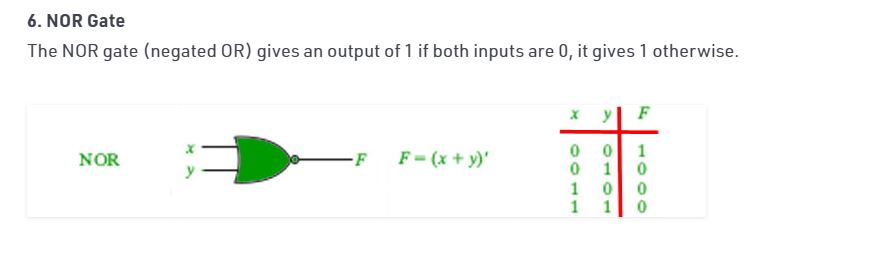 6. NOR Gate
The NOR gate (negated OR) gives an output of 1 if both inputs are 0, it gives 1 otherwise.
x y F
NOR x y F F = (x + y)'
0 0 1
0 1 0
1 0 0
1 1 0